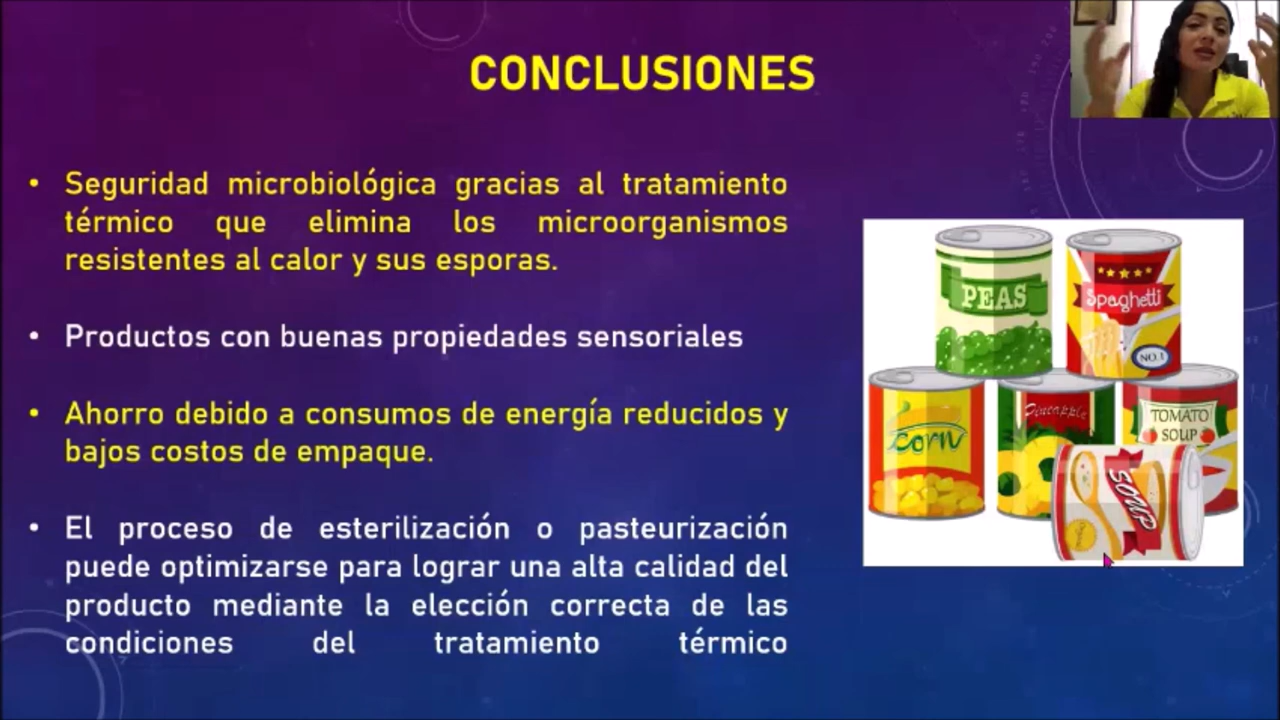 CONCLUSIONES
• Seguridad microbiológica gracias al tratamiento
térmico que elimina los microorganismos
resistentes al calor y sus esporas.
• Productos con buenas propiedades sensoriales
• Ahorro debido a consumos de energía reducidos y
bajos costos de empaque.
• El proceso de esterilización o pasteurización
puede optimizarse para lograr una alta calidad del
producto mediante la elección correcta de las
condiciones del tratamiento térmico
PEAS
Spaghetti
NO.1
Corn
Pineapple
TOMATO
SOUP
SOUP